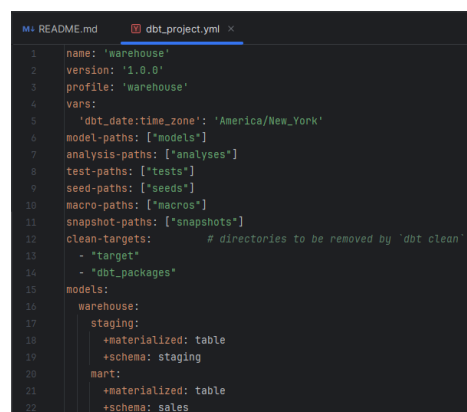 M↓ README.md
Y dbt_project.yml ×
1 name: 'warehouse'
2 version: '1.0.0'
3 profile: 'warehouse'
4 vars:
5   'dbt_date:time_zone': 'America/New_York'
6 model-paths: ["models"]
7 analysis-paths: ["analyses"]
8 test-paths: ["tests"]
9 seed-paths: ["seeds"]
10 macro-paths: ["macros"]
11 snapshot-paths: ["snapshots"]
12 clean-targets:         # directories to be removed by `dbt clean`
13   - "target"
14   - "dbt_packages"
15 models:
16   warehouse:
17     staging:
18       +materialized: table
19       +schema: staging
20     mart:
21       +materialized: table
22       +schema: sales